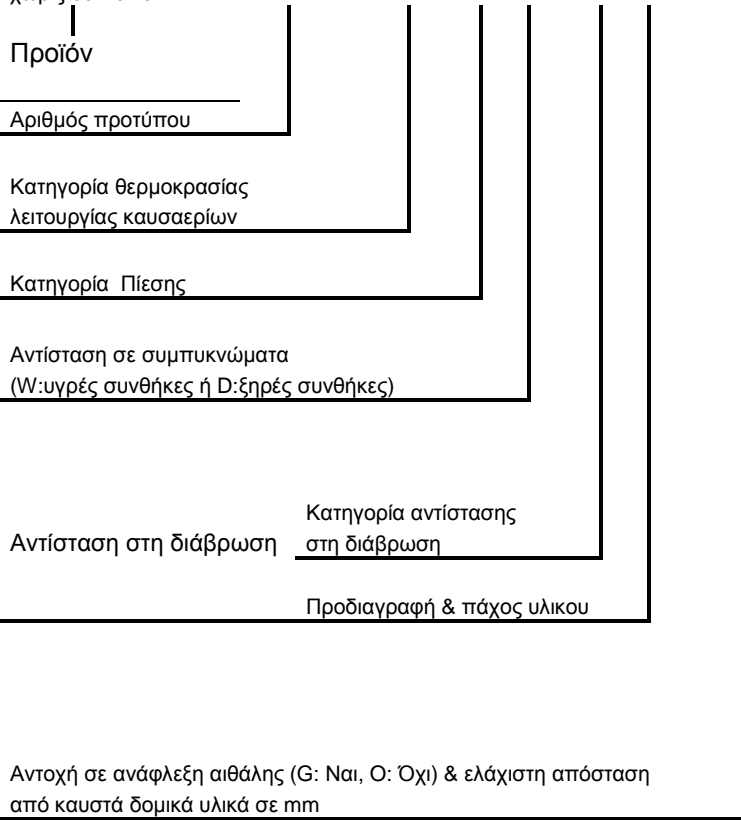 Προϊόν
Αριθμός προτύπου
Κατηγορία θερμοκρασίας
λειτουργίας καυσαερίων
Κατηγορία Πίεσης
Αντίσταση σε συμπυκνώματα
(W:υγρές συνθήκες ή D:ξηρές συνθήκες)
Αντίσταση στη διάβρωση
Κατηγορία αντίστασης
στη διάβρωση
Προδιαγραφή & πάχος υλικου
Αντοχή σε ανάφλεξη αιθάλης (G: Ναι, O: Όχι) & ελάχιστη απόσταση
από καυστά δομικά υλικά σε mm